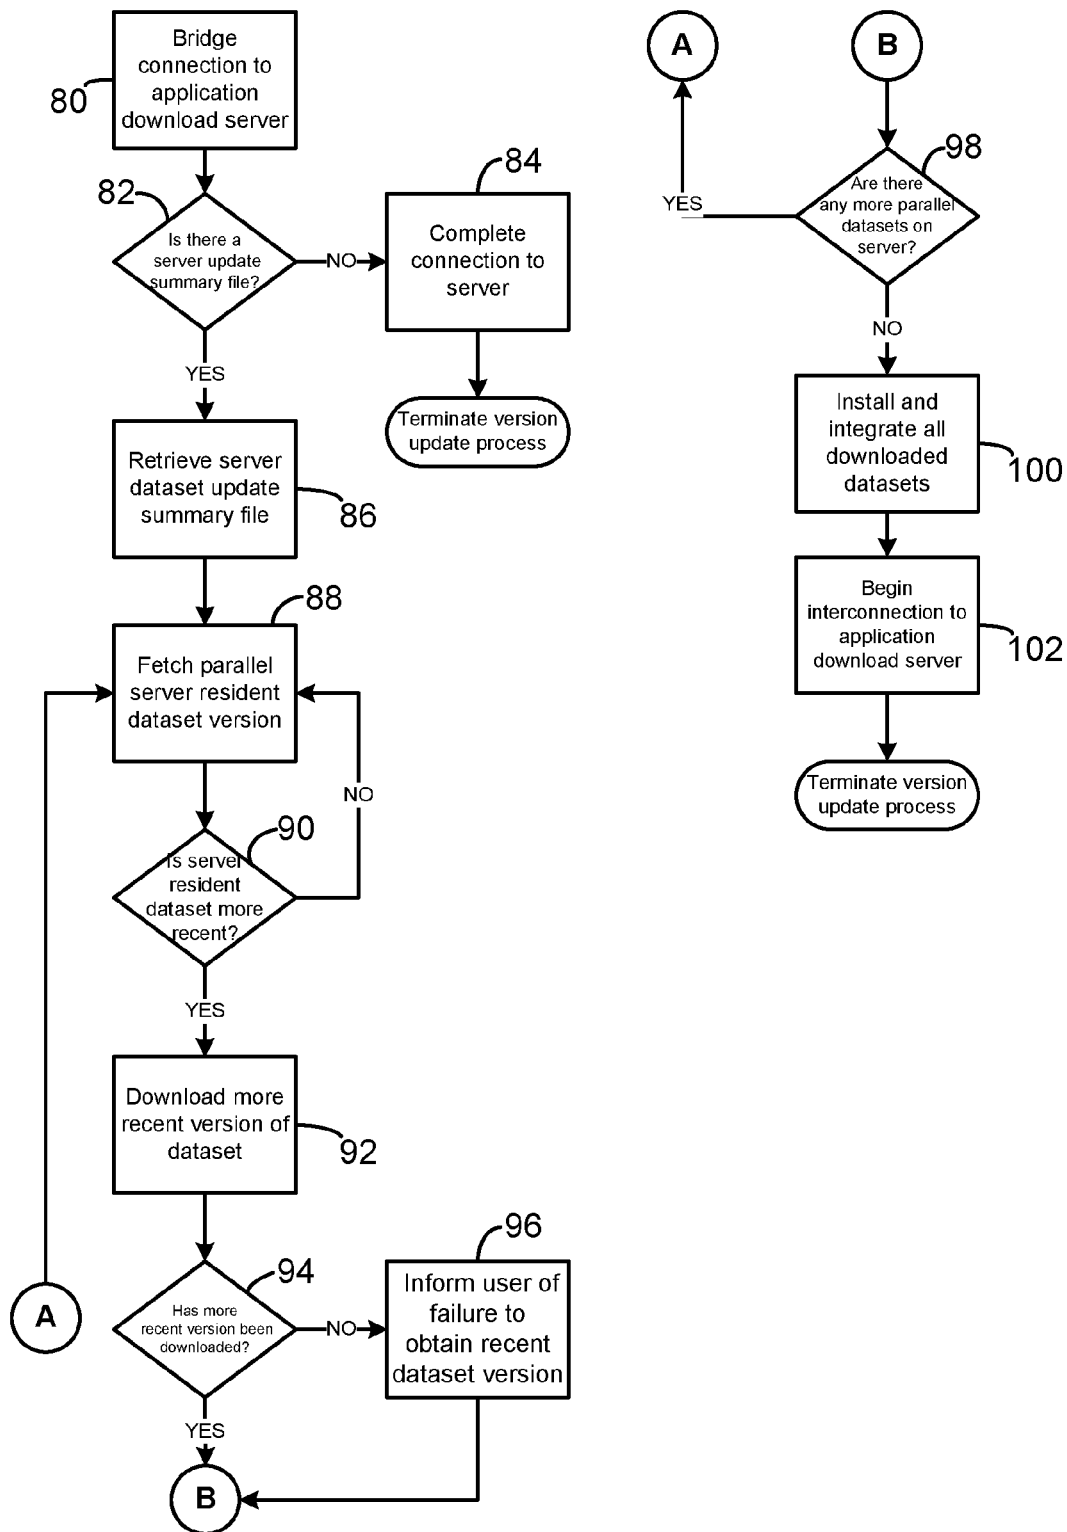 Bridge
connection to
application
download server
80
82
Is there a
server update
summary file?
NO
84
Complete
connection to
server
Terminate version
update process
YES
Retrieve server
dataset update
summary file
86
88
Fetch parallel
server resident
dataset version
NO
90
Is server
resident
dataset more
recent?
YES
Download more
recent version of
dataset
92
94
Has more
recent version been
downloaded?
NO
96
Inform user of
failure to
obtain recent
dataset version
A
YES
B
A
B
98
Are there
any more parallel
datasets on
server?
YES
NO
Install and
integrate all
downloaded
datasets
100
Begin
interconnection to
application
download server
102
Terminate version
update process